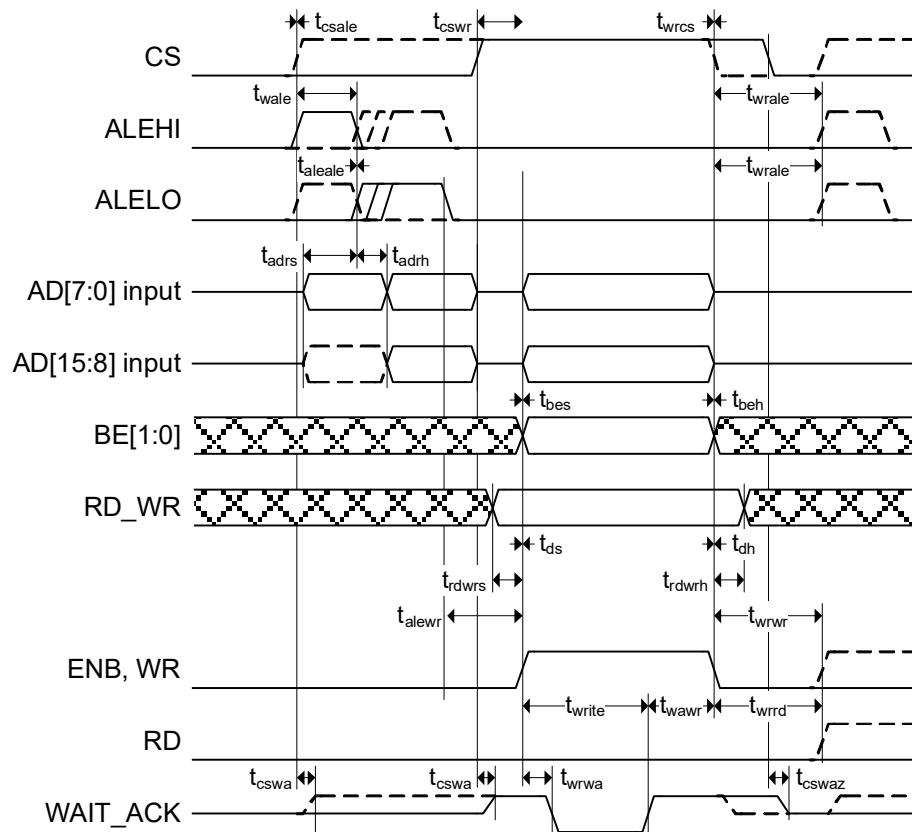 tcsale tcswr twrcs
CS
twale twrale
ALEHI
taleale twrale
ALELO
tadrs tadrh
AD[7:0] input
AD[15:8] input
tbes tbeh
BE[1:0]
RD_WR
tds tdh
trdwrs trdwrh
talewr twrwr
ENB, WR
twrite twawr twrrd
RD
tcswa tcswa twrwa tcswaz
WAIT_ACK